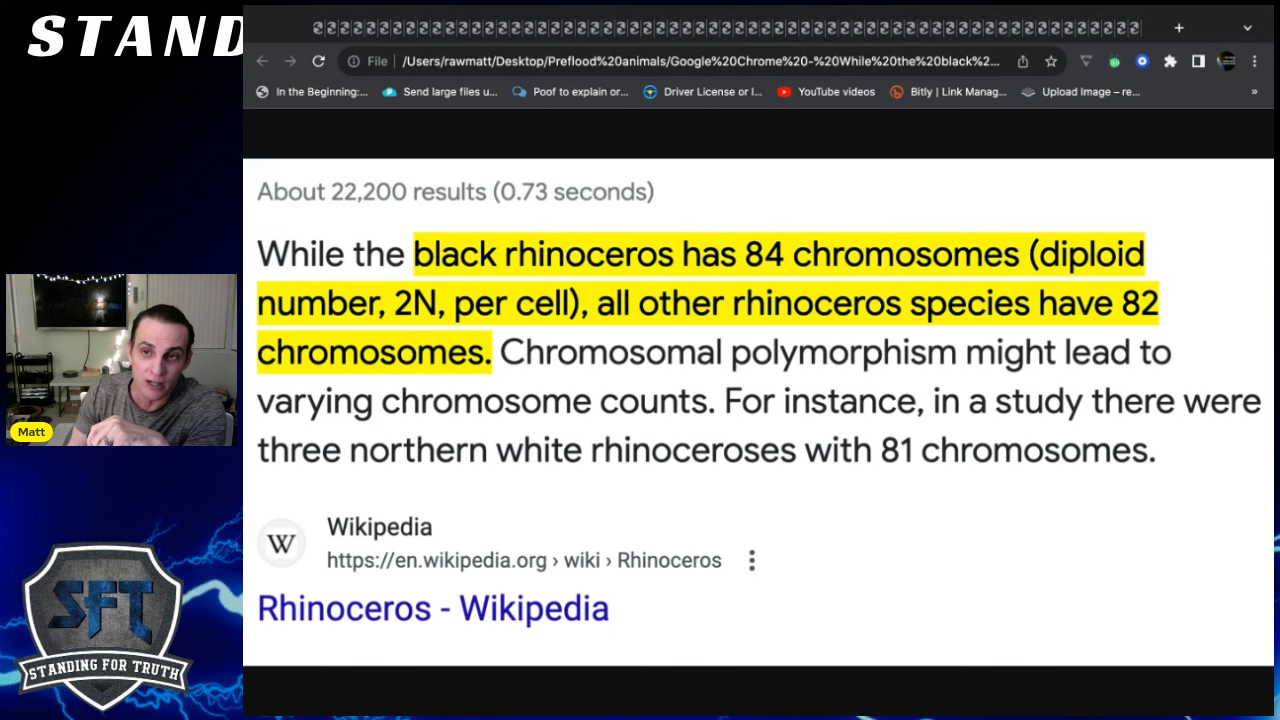 STAND
File | /Users/rawmatt/Desktop/Preflood%20animals/Google%20Chrome%20-%20While%20the%20black%2...
In the Beginning:... Send large files u... Poof to explain or... Driver License or I... YouTube videos Bitly | Link Manag... Upload Image – re... »
About 22,200 results (0.73 seconds)
While the black rhinoceros has 84 chromosomes (diploid
number, 2N, per cell), all other rhinoceros species have 82
chromosomes. Chromosomal polymorphism might lead to
varying chromosome counts. For instance, in a study there were
three northern white rhinoceroses with 81 chromosomes.
W
Wikipedia
https://en.wikipedia.org › wiki › Rhinoceros
Rhinoceros - Wikipedia
Matt
SFT
STANDING FOR TRUTH